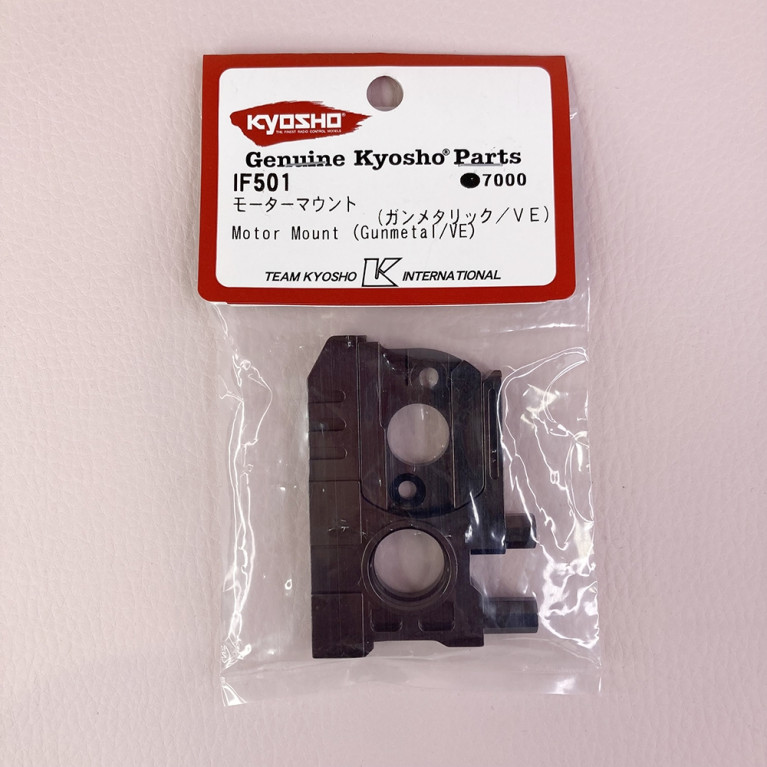 KYOSHO
THE FINEST RADIO CONTROL MODELS
Genuine Kyosho® Parts
IF501 ●7000
モーターマウント
(ガンメタリック/VE)
Motor Mount (Gunmetal/VE)
TEAM KYOSHO K INTERNATIONAL